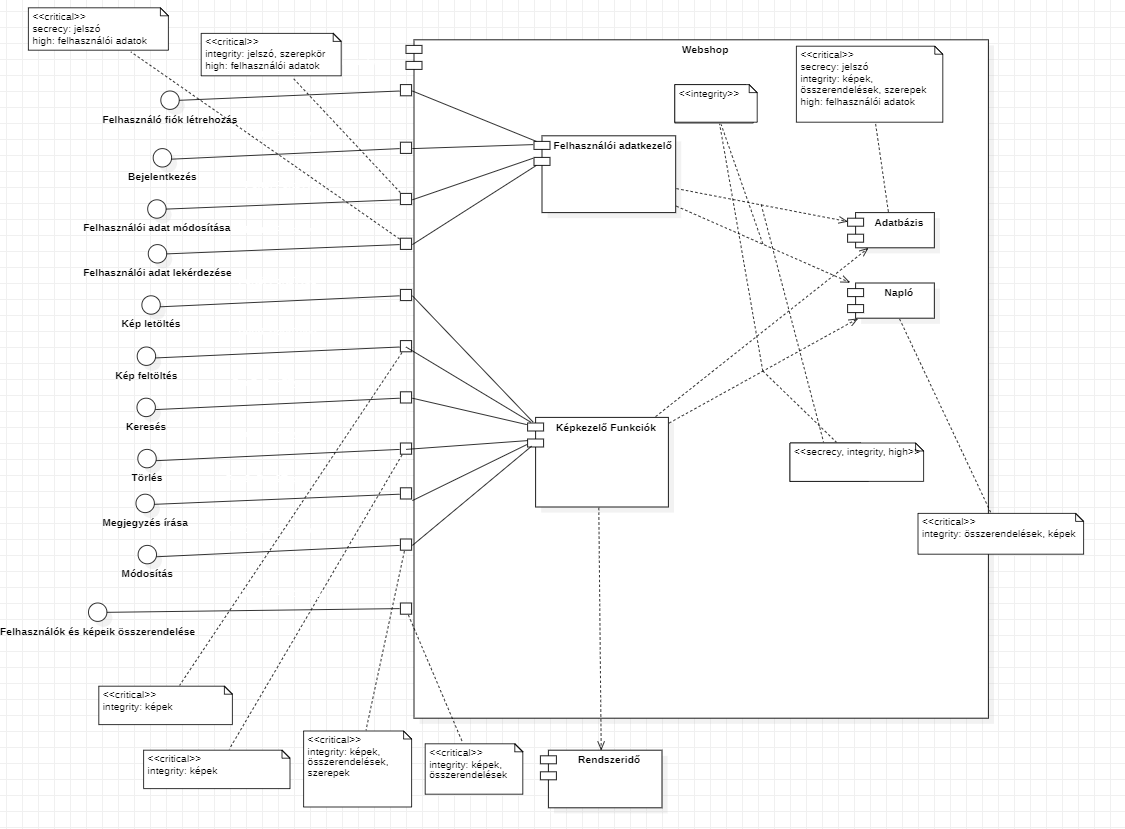 <<critical>>
secrecy: jelszó
high: felhasználói adatok
<<critical>>
integrity: jelszó, szerepkör
high: felhasználói adatok
Webshop
<<critical>>
secrecy: jelszó
integrity: képek,
összerendelések, szerepek
high: felhasználói adatok
<<integrity>>
Felhasználó fiók létrehozás
Felhasználói adatkezelő
Bejelentkezés
Felhasználói adat módosítása
Adatbázis
Felhasználói adat lekérdezése
Napló
Kép letöltés
Kép feltöltés
Keresés
Képkezelő Funkciók
<<secrecy, integrity, high>>
Törlés
Megjegyzés írása
<<critical>>
integrity: összerendelések, képek
Módosítás
Felhasználók és képeik összerendelése
<<critical>>
integrity: képek
<<critical>>
integrity: képek
<<critical>>
integrity: képek,
összerendelések,
szerepek
<<critical>>
integrity: képek,
összerendelések
Rendszeridő